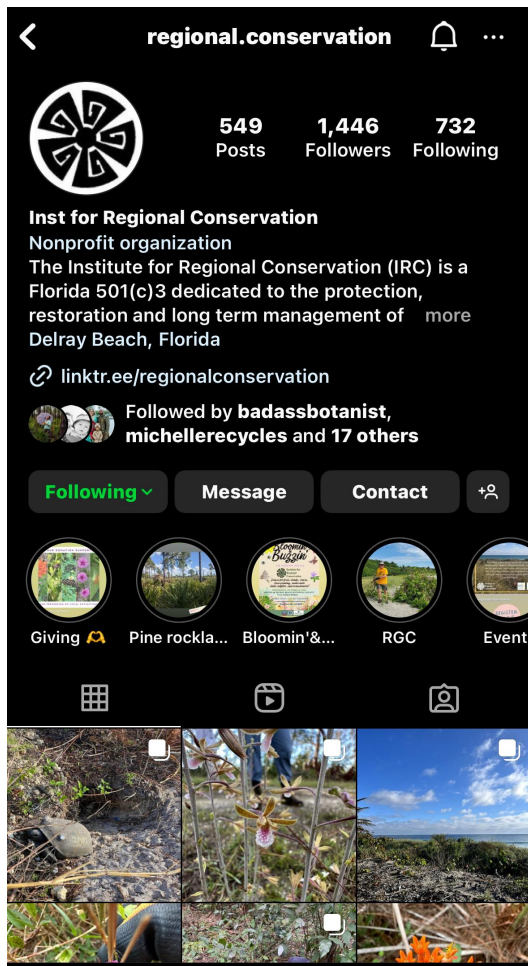 regional.conservation
549 1,446 732
Posts Followers Following
Inst for Regional Conservation
Nonprofit organization
The Institute for Regional Conservation (IRC) is a
Florida 501(c)3 dedicated to the protection,
restoration and long term management of more
Delray Beach, Florida
linktr.ee/regionalconservation
Followed by badassbotanist,
michellerecycles and 17 others
Following Message Contact
Bloomin'
Buzzin'
Giving Pine rockla... Bloomin'&... RGC Event